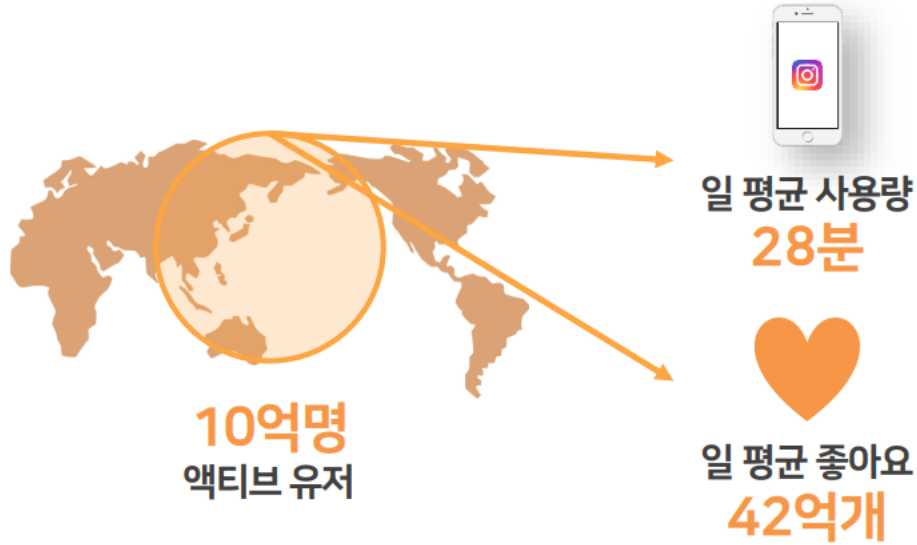 10억명
액티브 유저
일 평균 사용량
28분
일 평균 좋아요
42억개